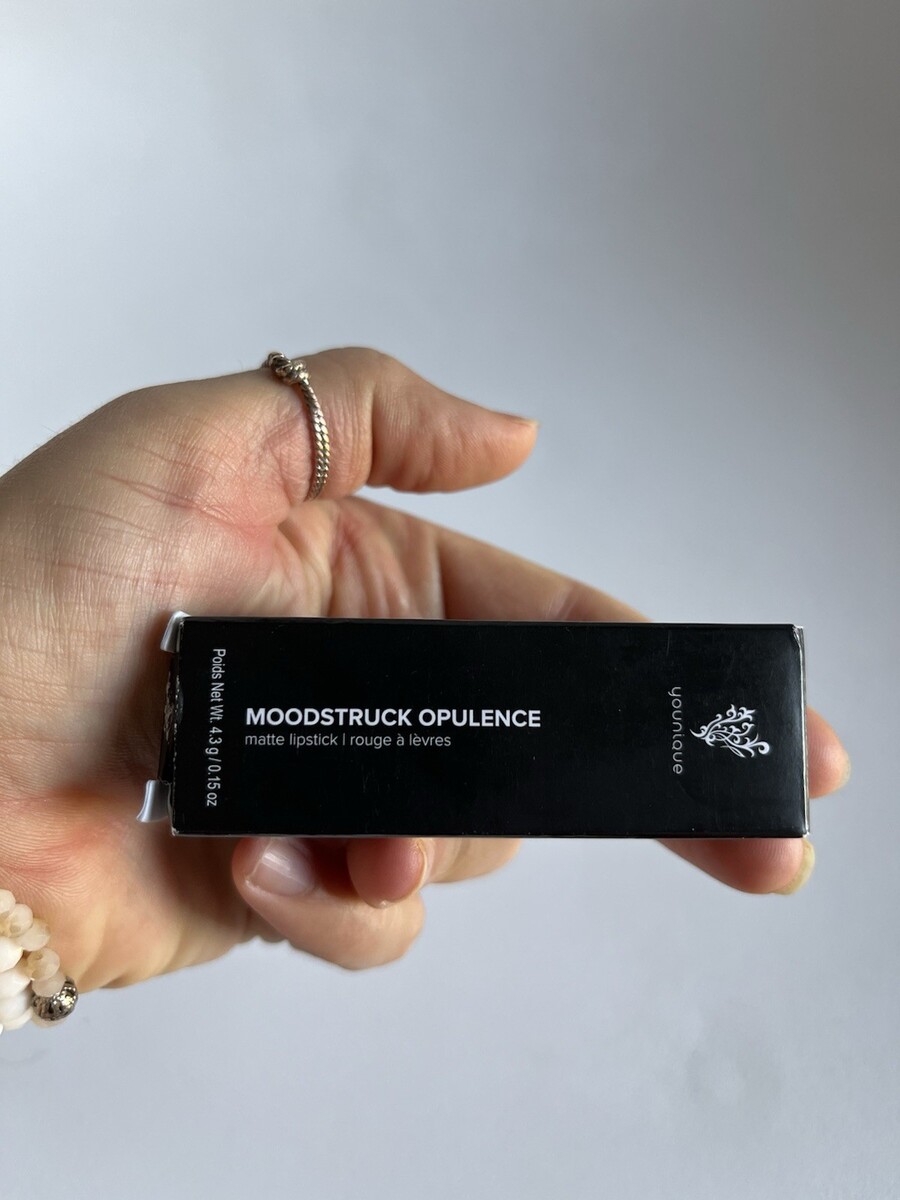 MOODSTRUCK OPULENCE
matte lipstick | rouge à lèvres
Poids Net Wt. 4.3 g / 0.15 oz
younique